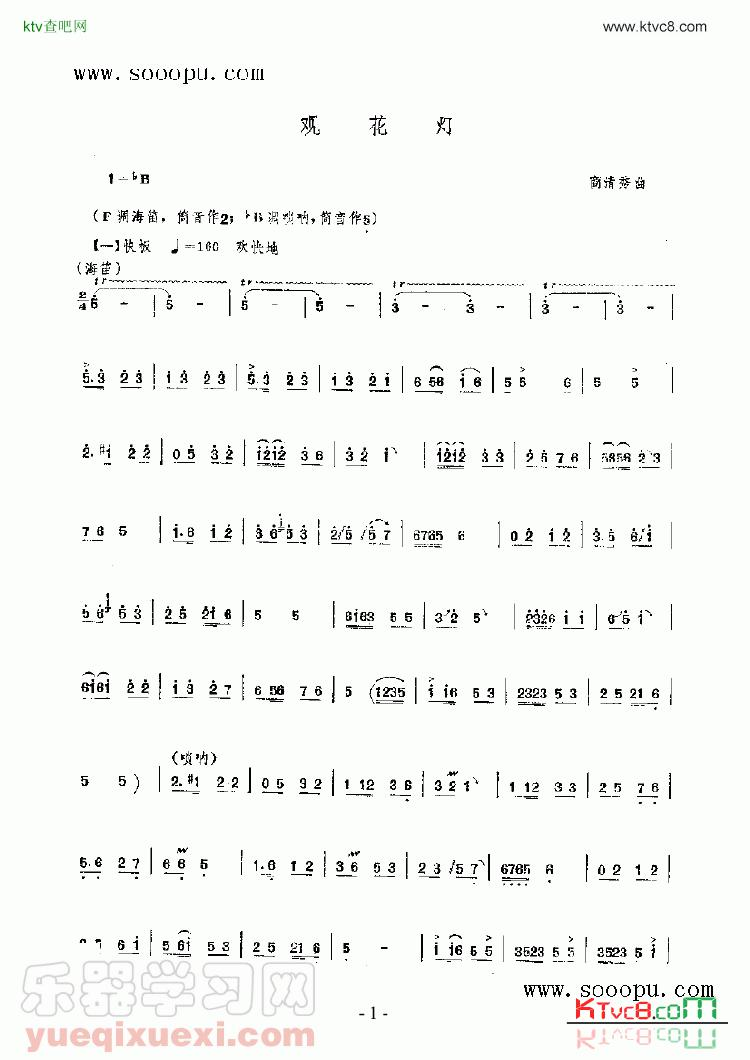 ktv查吧网 www.ktvc8.com
www.sooopu.com
观 花 灯
1=♭B 商清秀曲
(F调海笛，筒音作2；♭B调唢呐，筒音作5)
【一】快板 ♩=160 欢快地
(海笛)
tr tr tr tr
2/4 5 - | 5 - | 5 - | 5 - | 3 - | 3 - | 3 - | 3 - |
5.3 2 3 | 1 3 2 3 | 5.3 2 3 | 1 3 2 1 | 6 56 1 6 | 5 5 6 | 5 5 |
2.#1 2 2 | 0 5 3 2 | 1212 3 6 | 3 2 1 | 1212 3 3 | 2 5 7 6 | 5656 2 3 |
7 6 5 | 1.6 1 2 | 3 6 5 3 | 2 5 5 7 | 6765 6 | 0 2 1 2 | 3.5 6 1 |
5 6 5 3 | 2 5 21 6 | 5 5 | 6163 5 5 | 3 2 5 | 2326 1 1 | 6 5 1 |
6161 2 2 | 1 3 2 7 | 6 56 7 6 | 5 (1235 | 1 16 5 3 | 2323 5 3 | 2 5 21 6 |
(唢呐)
5 5) | 2.#1 2 2 | 0 5 3 2 | 1 12 3 6 | 3 2 1 | 1 12 3 3 | 2 5 7 6 |
5.6 2 7 | 6 6 5 | 1.6 1 2 | 3 6 5 3 | 2 3 5 7 | 6765 6 | 0 2 1 2 |
6 1 | 5 61 5 3 | 2 5 21 6 | 5 - | 1 16 5 5 | 3523 5 5 | 3523 5 5 |
www.sooopu.com
- 1 -
乐器学习网
yueqixuexi.com
KTvc8.com